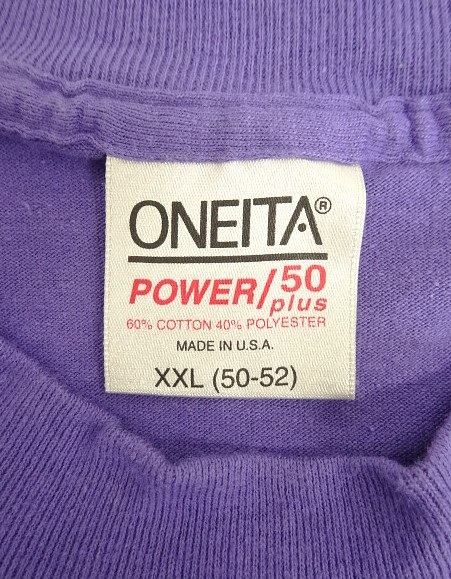 ONEITA®
POWER/50 plus
60% COTTON 40% POLYESTER
MADE IN U.S.A.
XXL (50-52)